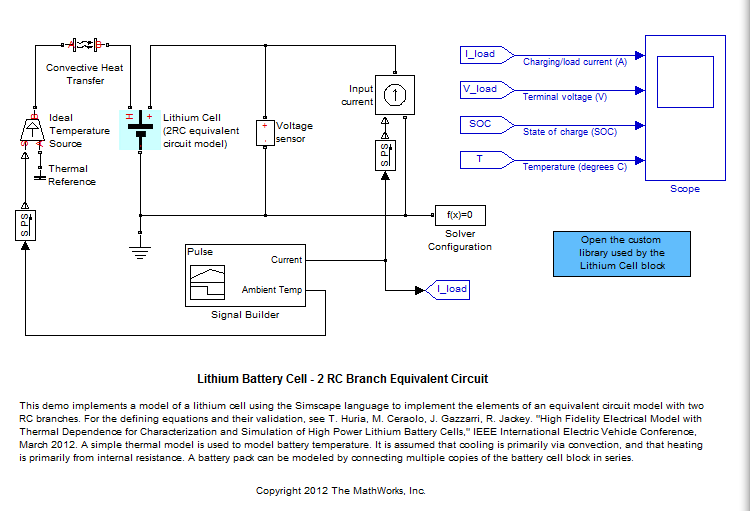 Convective Heat
Transfer
Ideal
Temperature
Source
B
S
A
Thermal
Reference
S PS
H
+
Lithium Cell
(2RC equivalent
circuit model)
+
-
Voltage
sensor
Input
current
S PS
I_load
Charging/load current (A)
V_load
Terminal voltage (V)
SOC
State of charge (SOC)
T
Temperature (degrees C)
Scope
f(x)=0
Solver
Configuration
Open the custom
library used by the
Lithium Cell block
Pulse
Current
Ambient Temp
Signal Builder
I_load
Lithium Battery Cell - 2 RC Branch Equivalent Circuit
This demo implements a model of a lithium cell using the Simscape language to implement the elements of an equivalent circuit model with two
RC branches. For the defining equations and their validation, see T. Huria, M. Ceraolo, J. Gazzarri, R. Jackey. "High Fidelity Electrical Model with
Thermal Dependence for Characterization and Simulation of High Power Lithium Battery Cells," IEEE International Electric Vehicle Conference,
March 2012. A simple thermal model is used to model battery temperature. It is assumed that cooling is primarily via convection, and that heating
is primarily from internal resistance. A battery pack can be modeled by connecting multiple copies of the battery cell block in series.
Copyright 2012 The MathWorks, Inc.